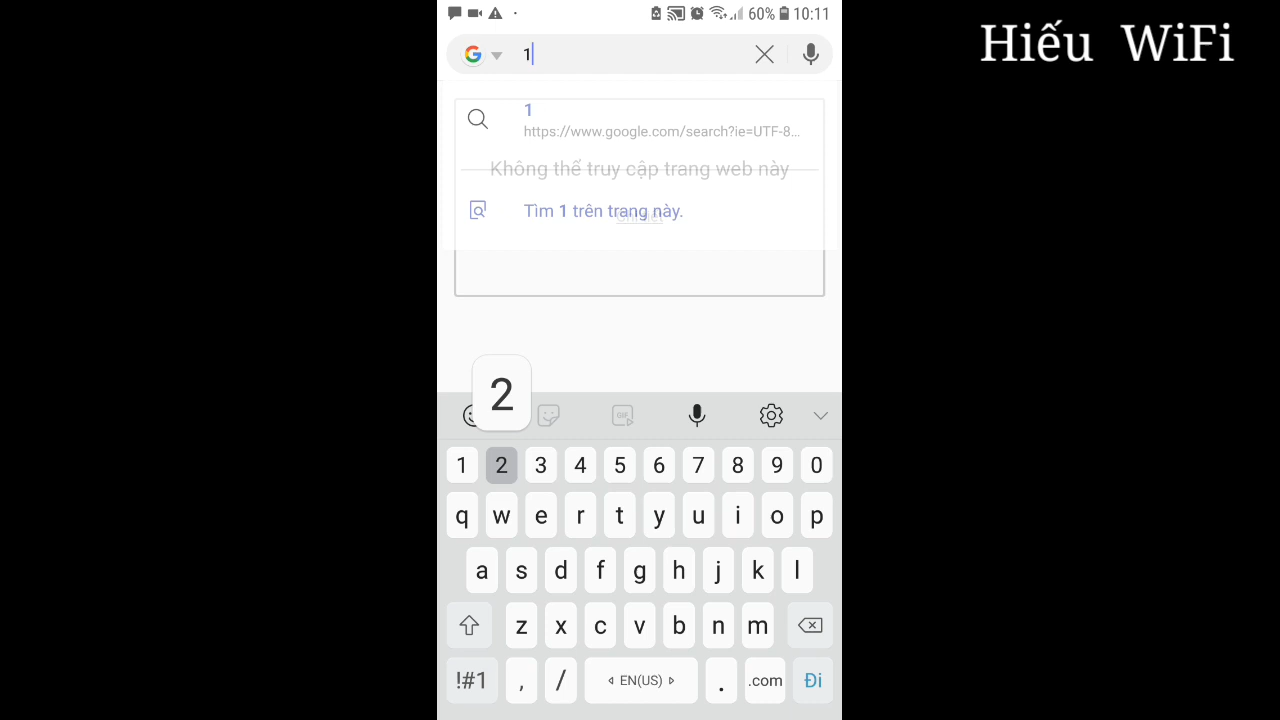 60% 10:11
Hiếu WiFi
1
1
https://www.google.com/search?ie=UTF-8...
Không thể truy cập trang web này
Tìm 1 trên trang này.
2
GIF
1 2 3 4 5 6 7 8 9 0
q w e r t y u i o p
a s d f g h j k l
z x c v b n m
!#1 , / EN(US) . .com Đi